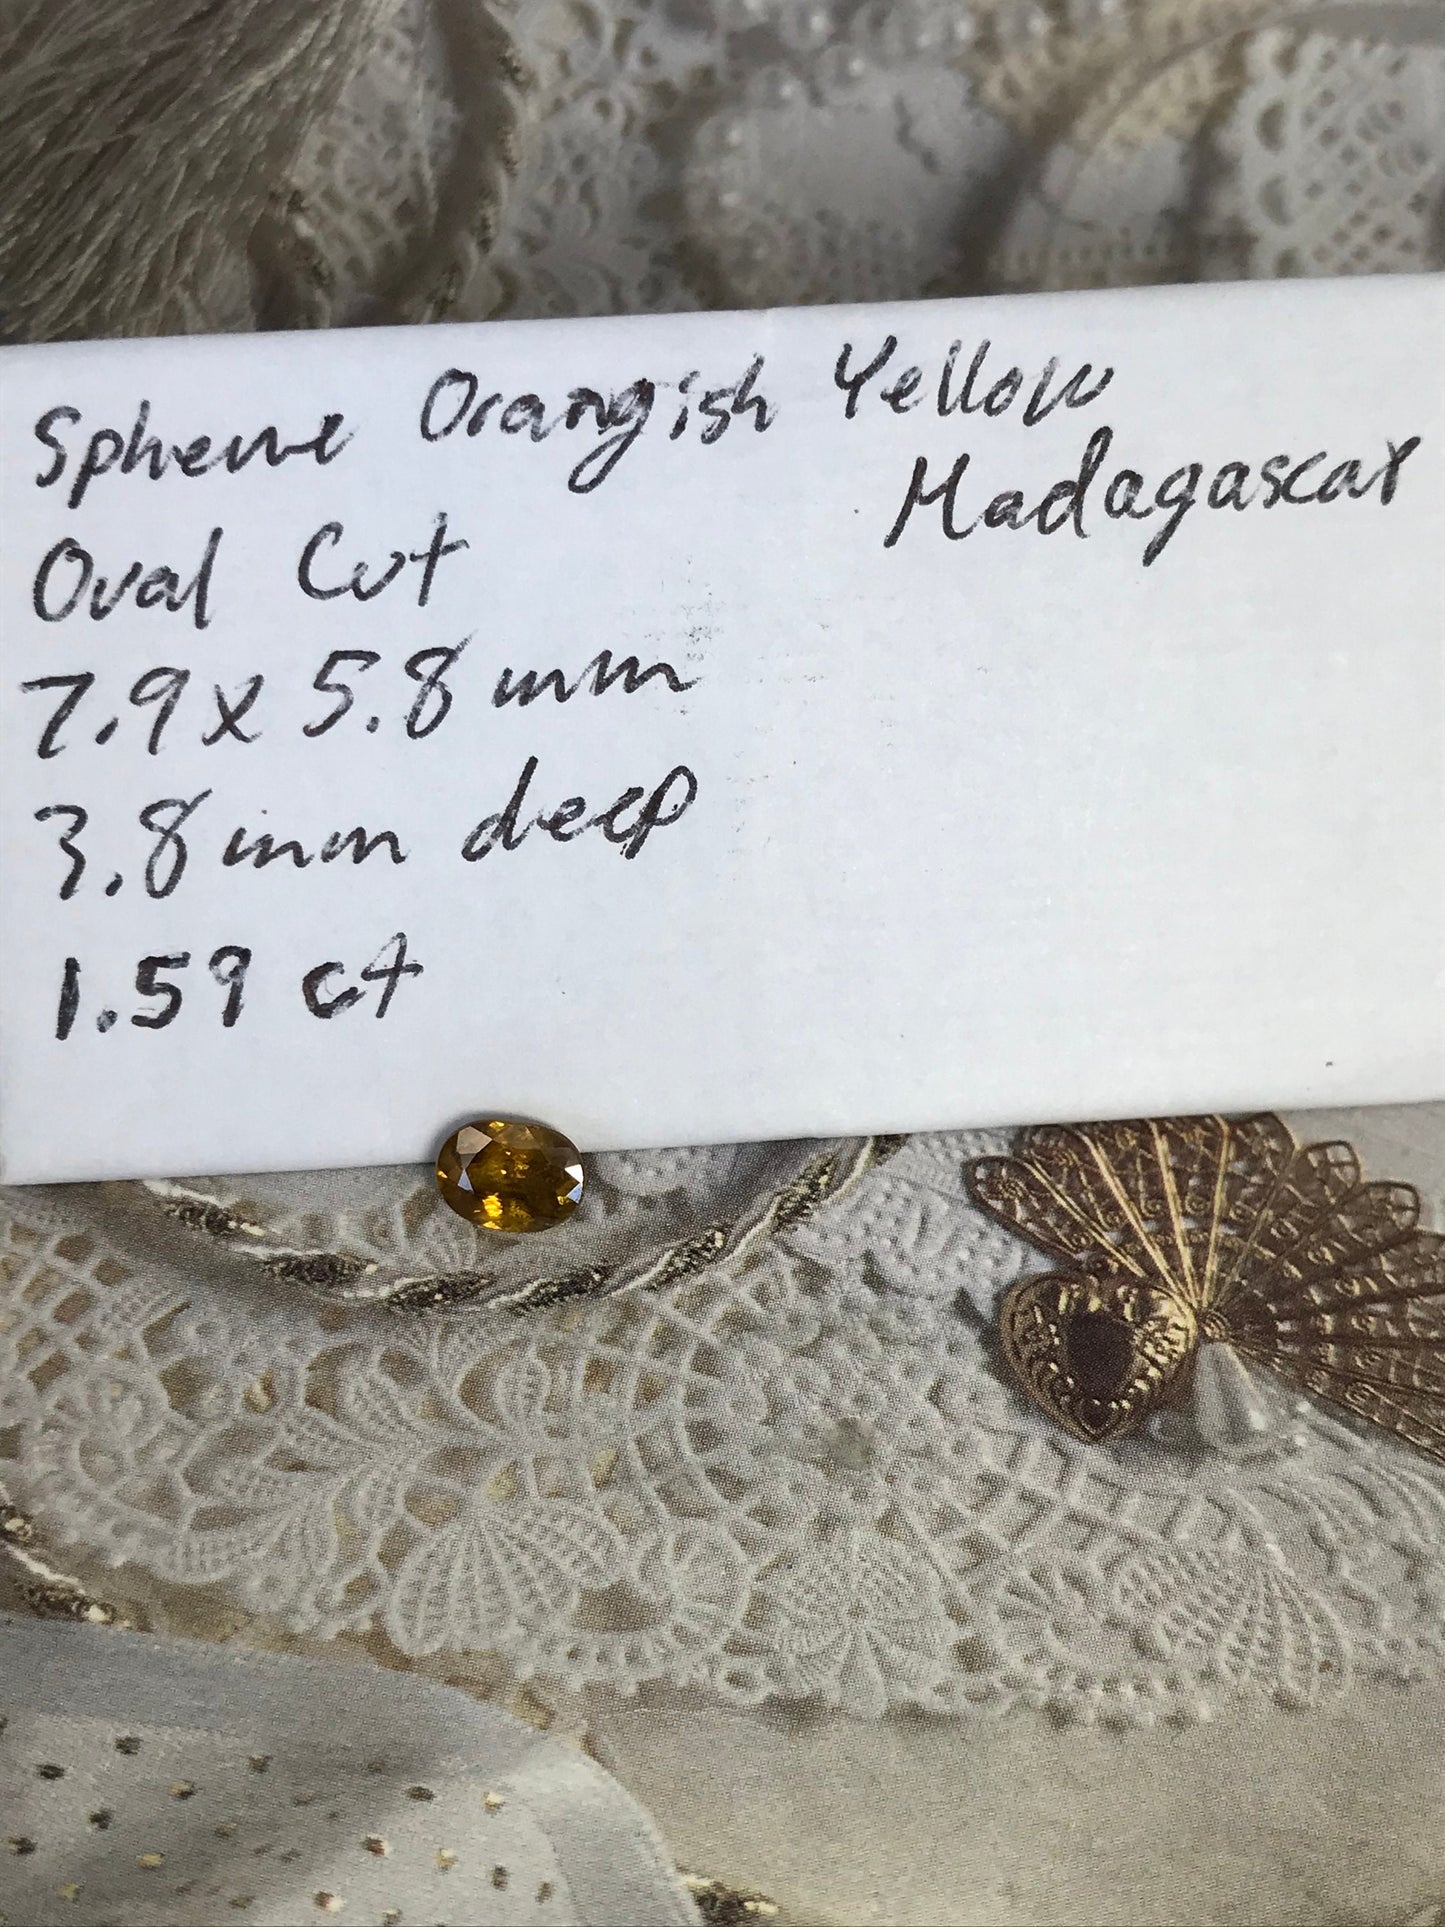 Sphene Orangish Yellow
Madagascar
Oval Cut
7.9 x 5.8 mm
3.8 mm deep
1.59 ct